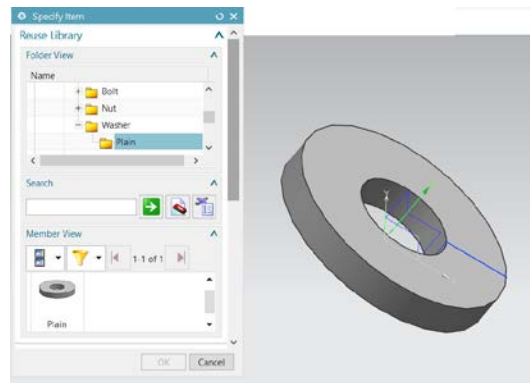 Specify Item
Reuse Library
Folder View
Name
Bolt
Nut
Washer
Plain
Search
Member View
1-1 of 1
Plain
OK
Cancel